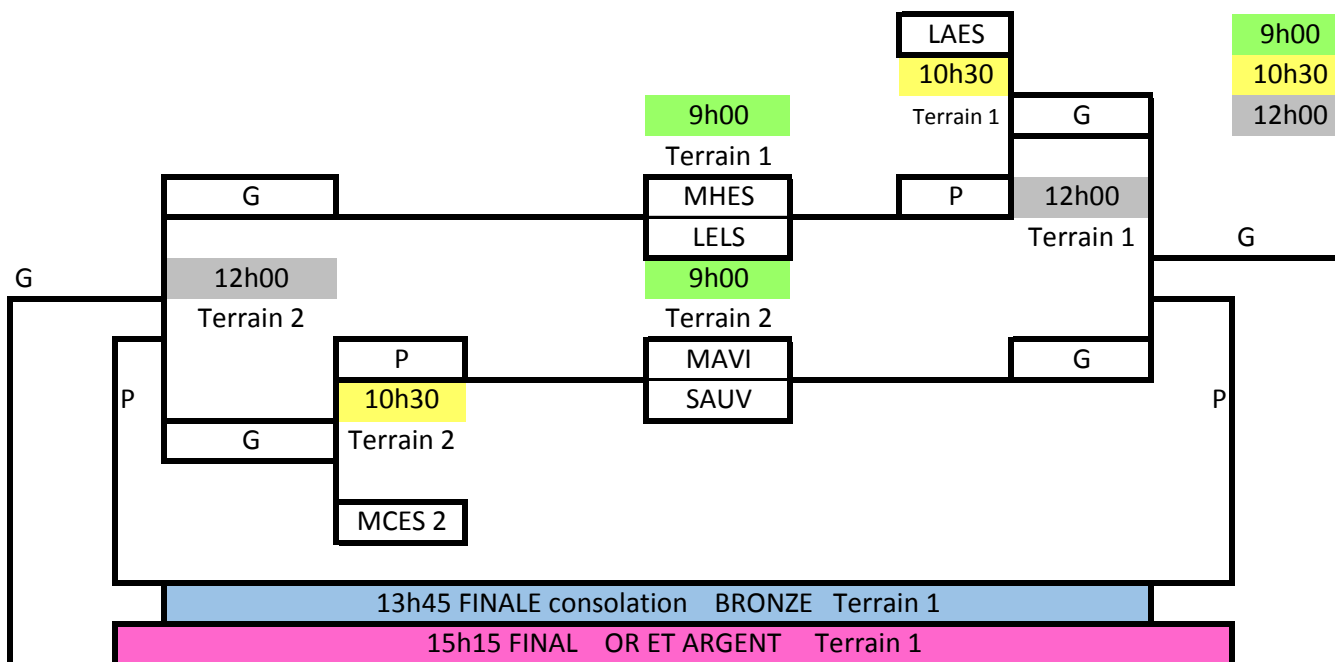 LAES 9h00
10h30 10h30
9h00 Terrain 1 G 12h00
Terrain 1
G MHES P 12h00
LELS Terrain 1 G
G 12h00 9h00
Terrain 2 Terrain 2
P MAVI G
P 10h30 SAUV P
G Terrain 2
MCES 2
13h45 FINALE consolation BRONZE Terrain 1
15h15 FINAL OR ET ARGENT Terrain 1